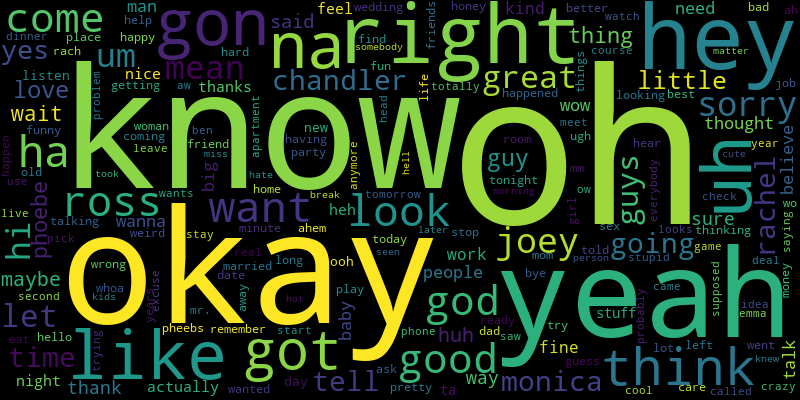 come
man
help
gon
said
feel
wedding
honey
kind
better
watch
need
bad
ah
dinner
place
happy
na
right
hey
yes
rach
um
hard
find
somebody
fun
friends
thing
things
course
matter
listen
nice
getting
aw
mean
thanks
chandler
life
totally
great
happened
wow
looking
best
little
job
love
problem
know
oh
wait
funny
woman
coming
leave
ben
friend
miss
apartment
new
having
party
head
anymore
hell
meet
ugh
sorry
thought
year
happen
ha
old
use
took
big
hate
home
break
guy
room
tonight
morning
mm
hear
guys
everybody
uh
cute
believe
check
live
phoebe
ross
wants
want
tomorrow
look
later
stop
ow
girl
sex
looks
sure
thinking
rachel
wo
saying
hi
talking
pick
wanna
weird
stay
minute
heh
ahem
today
seen
joey
told
person
stupid
going
game
deal
maybe
wrong
whoa
kids
okay
real
married
date
long
ooh
work
people
mom
bye
yeah
came
supposed
idea
emma
money
second
years
excuse
mr.
away
hot
play
god
ready
stuff
probably
let
hello
pheebs
remember
start
baby
phone
huh
dad
saw
try
lot
left
went
knew
talk
time
eat
trying
like
got
good
fine
guess
think
night
thank
actually
wanted
day
tell
ask
pretty
way
ta
monica
cool
care
called
crazy